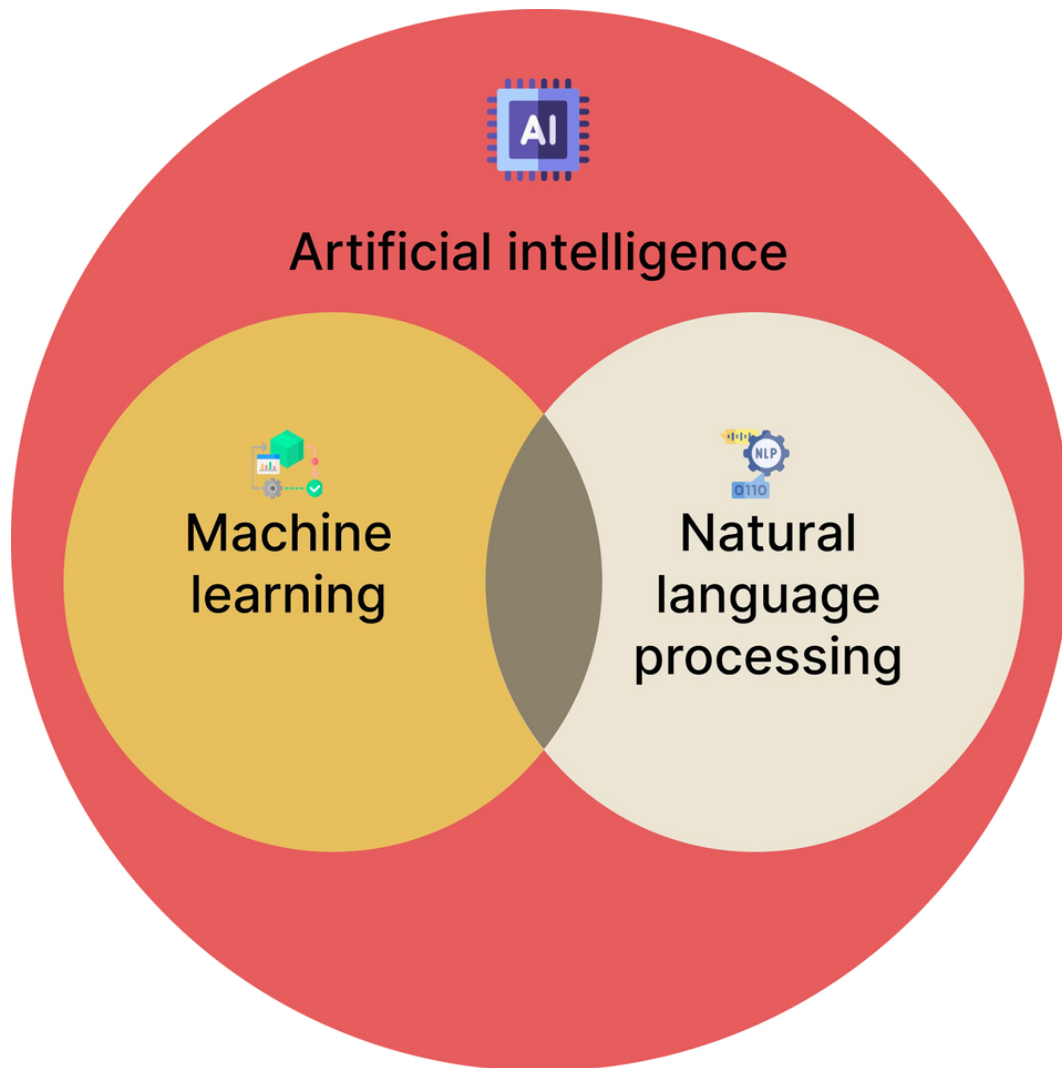 AI
Artificial intelligence
Machine
learning
NLP
0110
Natural
language
processing